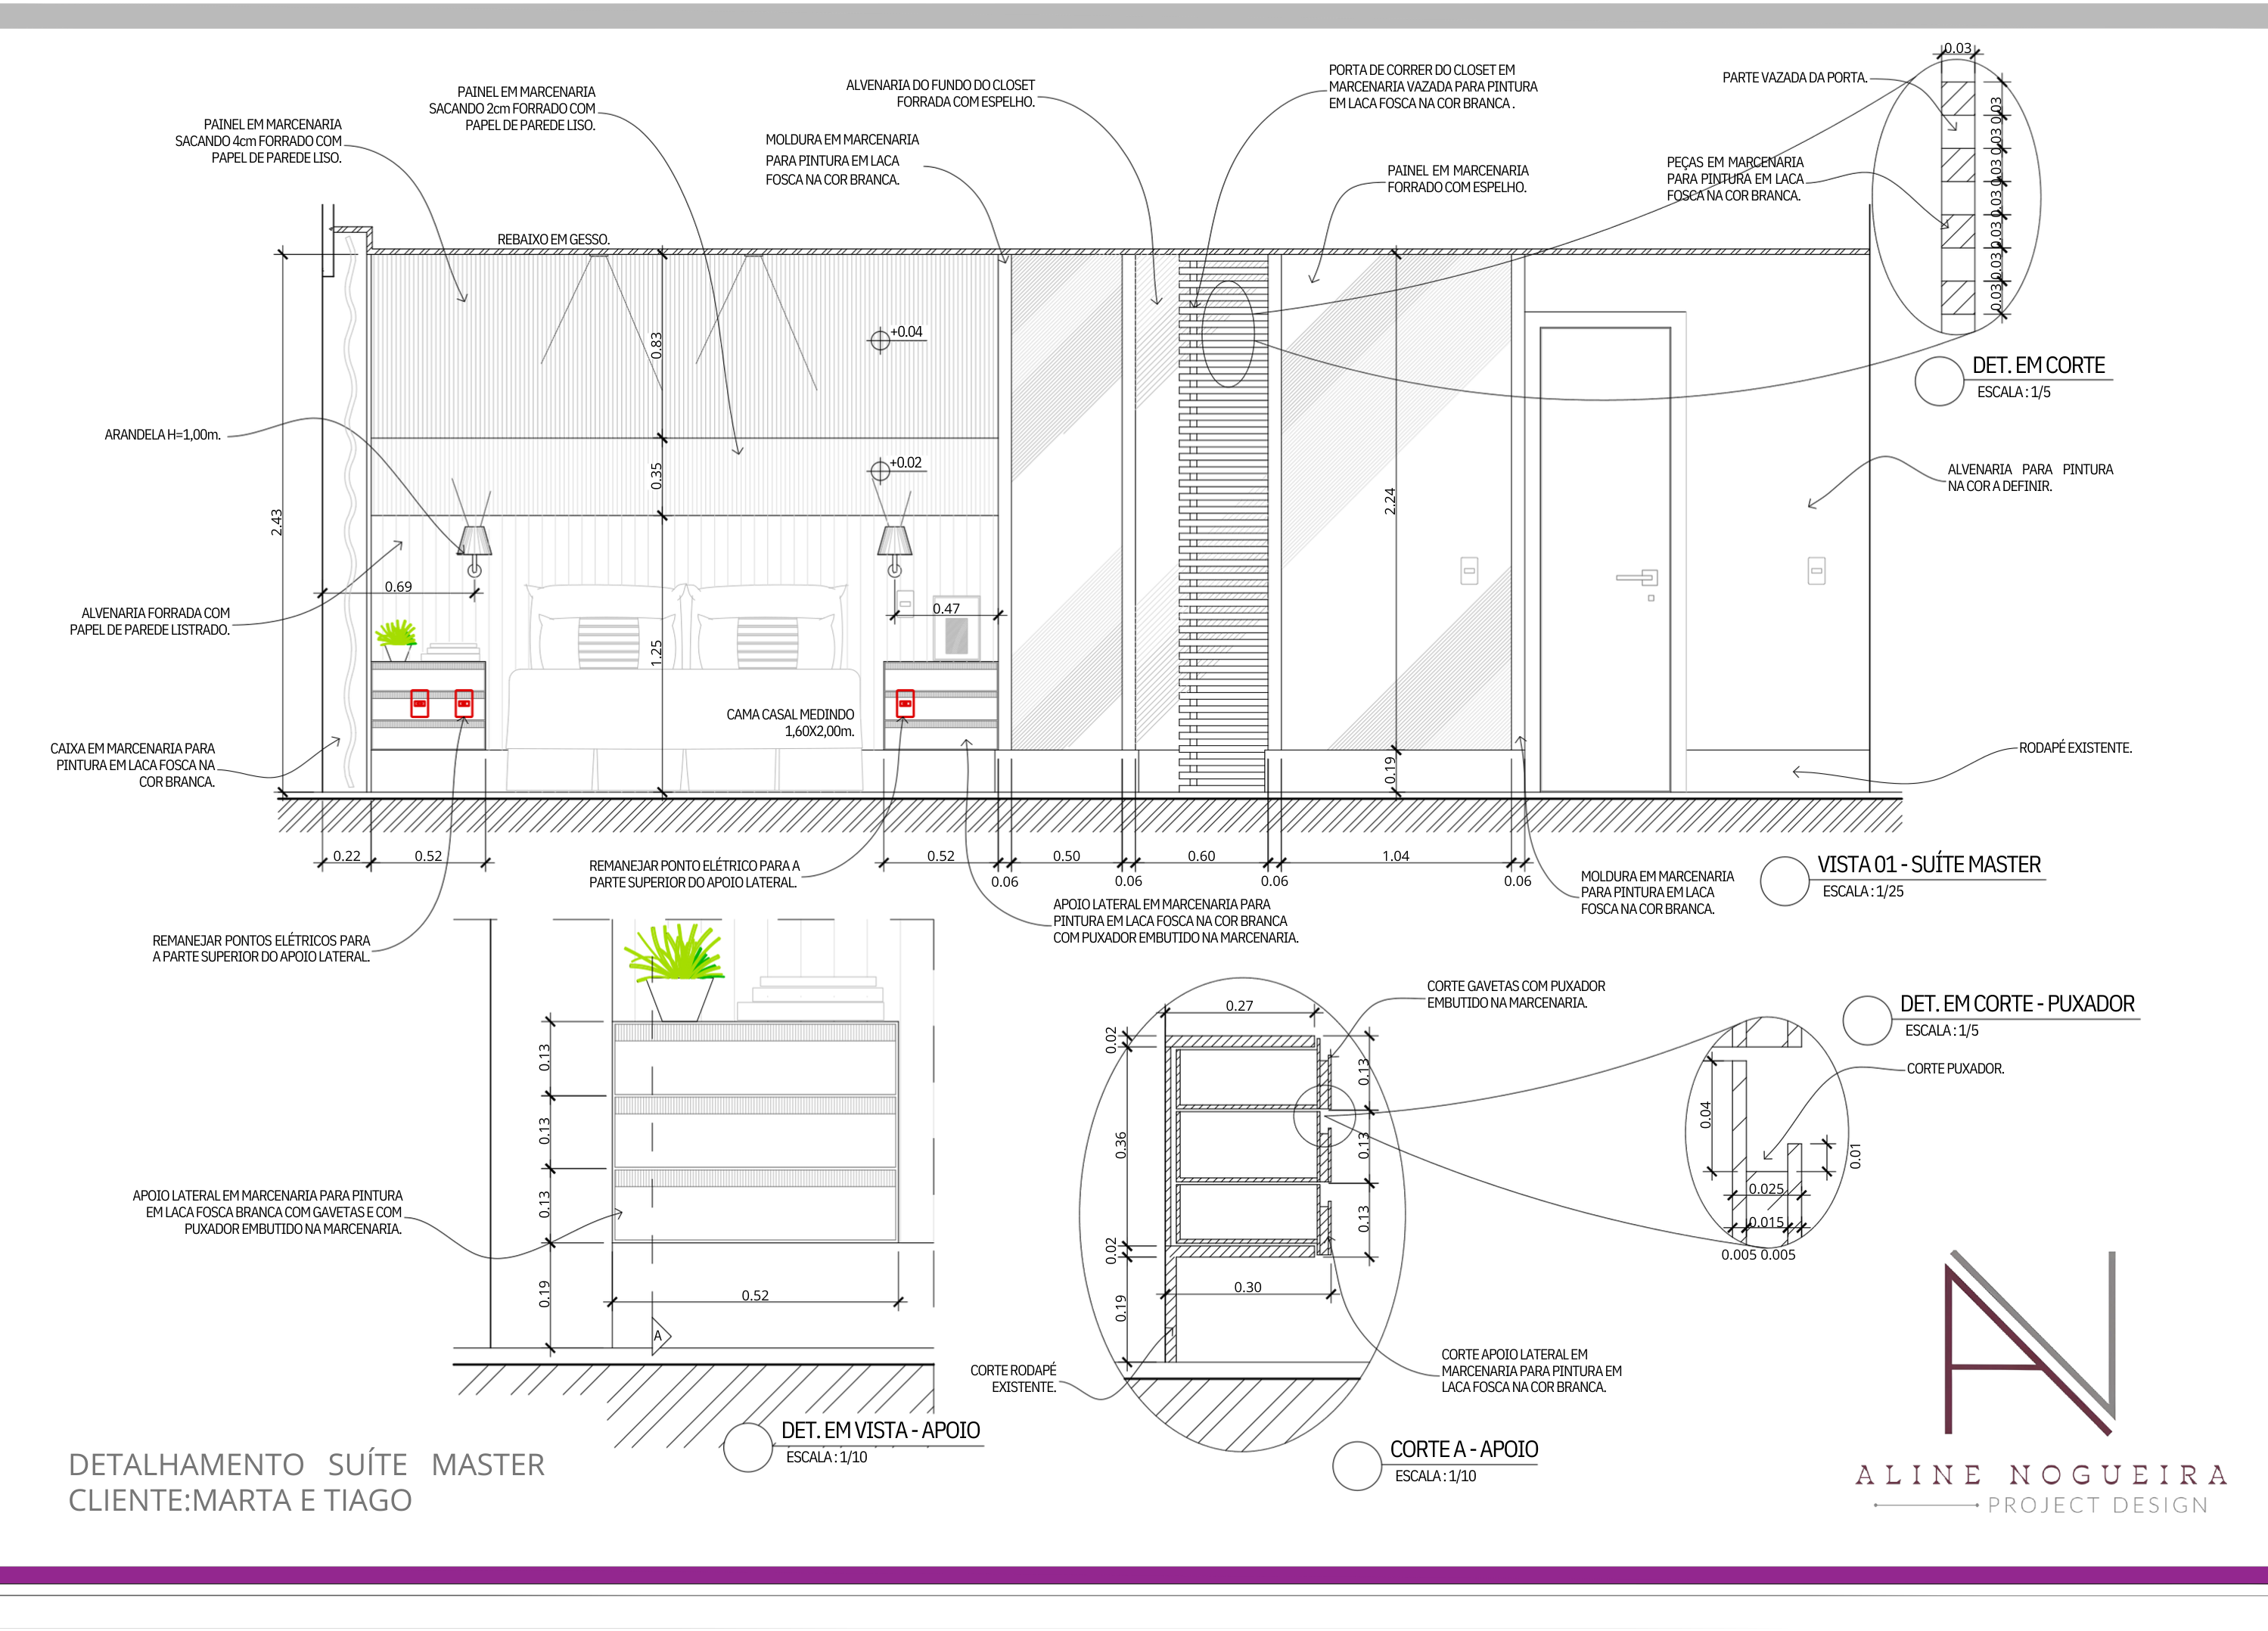 PAINEL EM MARCENARIA
SACANDO 4cm FORRADO COM
PAPEL DE PAREDE LISO.
PAINEL EM MARCENARIA
SACANDO 2cm FORRADO COM
PAPEL DE PAREDE LISO.
MOLDURA EM MARCENARIA
PARA PINTURA EM LACA
FOSCA NA COR BRANCA.
ALVENARIA DO FUNDO DO CLOSET
FORRADA COM ESPELHO.
PORTA DE CORRER DO CLOSET EM
MARCENARIA VAZADA PARA PINTURA
EM LACA FOSCA NA COR BRANCA .
PAINEL EM MARCENARIA
FORRADO COM ESPELHO.
PARTE VAZADA DA PORTA.
PEÇAS EM MARCENARIA
PARA PINTURA EM LACA
FOSCA NA COR BRANCA.
0.03
0.03
0.03
0.03
0.03
0.03
0.03
0.03
DET. EM CORTE
ESCALA : 1/5
REBAIXO EM GESSO.
+0.04
+0.02
0.83
0.35
1.25
2.43
2.24
0.19
ARANDELA H=1,00m.
0.69
0.47
ALVENARIA FORRADA COM
PAPEL DE PAREDE LISTRADO.
ALVENARIA PARA PINTURA
NA COR A DEFINIR.
CAMA CASAL MEDINDO
1,60X2,00m.
CAIXA EM MARCENARIA PARA
PINTURA EM LACA FOSCA NA
COR BRANCA.
RODAPÉ EXISTENTE.
0.22
0.52
0.52
0.06
0.50
0.06
0.60
0.06
1.04
0.06
REMANEJAR PONTO ELÉTRICO PARA A
PARTE SUPERIOR DO APOIO LATERAL.
APOIO LATERAL EM MARCENARIA PARA
PINTURA EM LACA FOSCA NA COR BRANCA
COM PUXADOR EMBUTIDO NA MARCENARIA.
MOLDURA EM MARCENARIA
PARA PINTURA EM LACA
FOSCA NA COR BRANCA.
VISTA 01 - SUÍTE MASTER
ESCALA : 1/25
REMANEJAR PONTOS ELÉTRICOS PARA
A PARTE SUPERIOR DO APOIO LATERAL.
0.13
0.13
0.13
0.19
0.52
A
APOIO LATERAL EM MARCENARIA PARA PINTURA
EM LACA FOSCA BRANCA COM GAVETAS E COM
PUXADOR EMBUTIDO NA MARCENARIA.
DET. EM VISTA - APOIO
ESCALA : 1/10
CORTE GAVETAS COM PUXADOR
EMBUTIDO NA MARCENARIA.
0.27
0.02
0.36
0.02
0.19
0.13
0.13
0.13
0.30
CORTE RODAPÉ
EXISTENTE.
CORTE APOIO LATERAL EM
MARCENARIA PARA PINTURA EM
LACA FOSCA NA COR BRANCA.
CORTE A - APOIO
ESCALA : 1/10
DET. EM CORTE - PUXADOR
ESCALA : 1/5
CORTE PUXADOR.
0.04
0.01
0.025
0.015
0.005 0.005
DETALHAMENTO SUÍTE MASTER
CLIENTE:MARTA E TIAGO
ALINE NOGUEIRA
PROJECT DESIGN